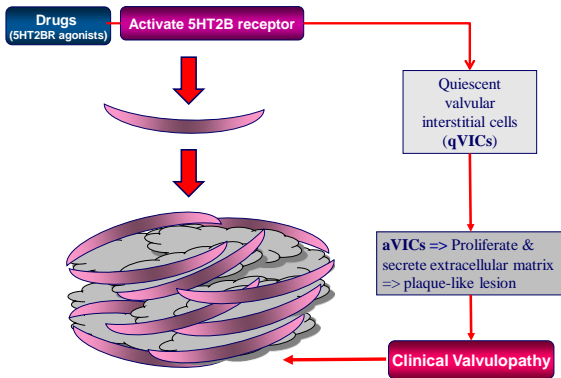 Drugs
(5HT2BR agonists)
Activate 5HT2B receptor
Quiescent
valvular
interstitial cells
(qVICs)
aVICs => Proliferate &
secrete extracellular matrix
=> plaque-like lesion
Clinical Valvulopathy